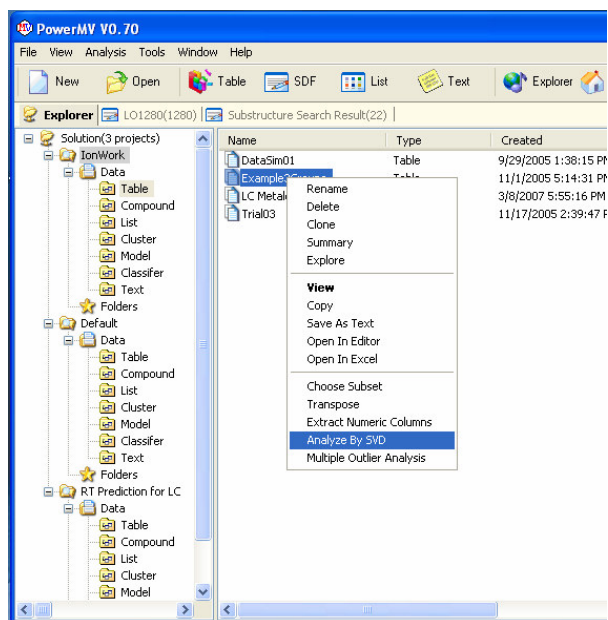 PowerMV V0.70
File View Analysis Tools Window Help
New Open Table SDF List Text Explorer
Explorer LO1280(1280) Substructure Search Result(22)
Solution(3 projects)
IonWork
Data
Table
Compound
List
Cluster
Model
Classifer
Text
Folders
Default
Data
Table
Compound
List
Cluster
Model
Classifer
Text
Folders
RT Prediction for LC
Data
Table
Compound
List
Cluster
Model
Name Type Created
DataSim01 Table 9/29/2005 1:38:15 PM
11/1/2005 5:14:31 PM
LC 3/8/2007 5:55:16 PM
Trial03 11/17/2005 2:39:47 P
Rename
Delete
Clone
Summary
Explore
View
Copy
Save As Text
Open In Editor
Open In Excel
Choose Subset
Transpose
Extract Numeric Columns
Analyze By SVD
Multiple Outlier Analysis